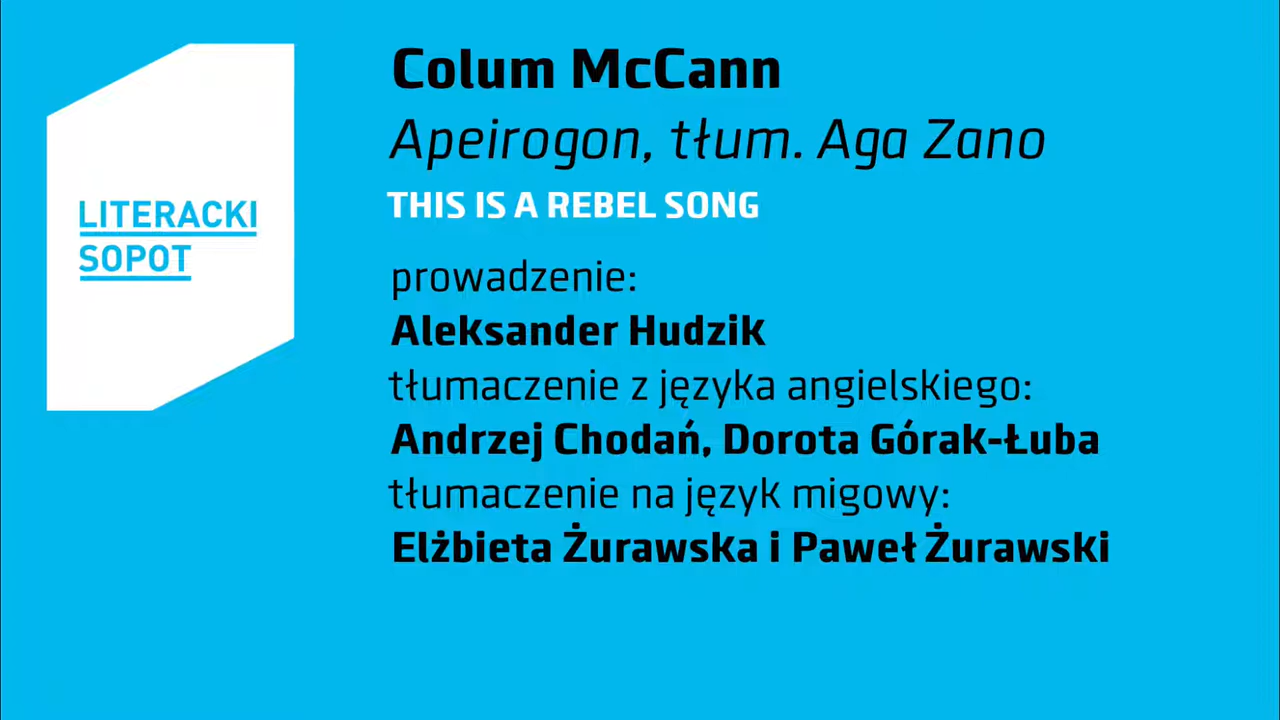 LITERACKI
SOPOT
Colum McCann
Apeirogon, tłum. Aga Zano
THIS IS A REBEL SONG
prowadzenie:
Aleksander Hudzik
tłumaczenie z języka angielskiego:
Andrzej Chodań, Dorota Górak-Łuba
tłumaczenie na język migowy:
Elżbieta Żurawska i Paweł Żurawski